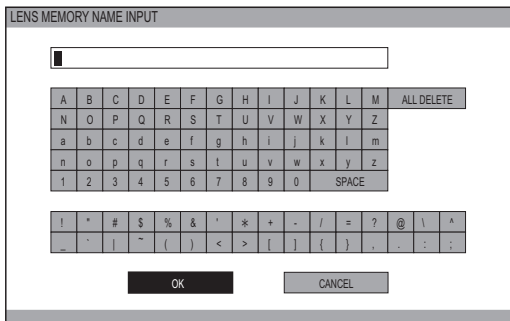 LENS MEMORY NAME INPUT
A B C D E F G H I J K L M ALL DELETE
N O P Q R S T U V W X Y Z
a b c d e f g h i j k l m
n o p q r s t u v w x y z
1 2 3 4 5 6 7 8 9 0 SPACE
! " # $ % & ' * + - / = ? @ \ ^
_ ` | ~ ( ) < > [ ] { } , . : ;
OK CANCEL